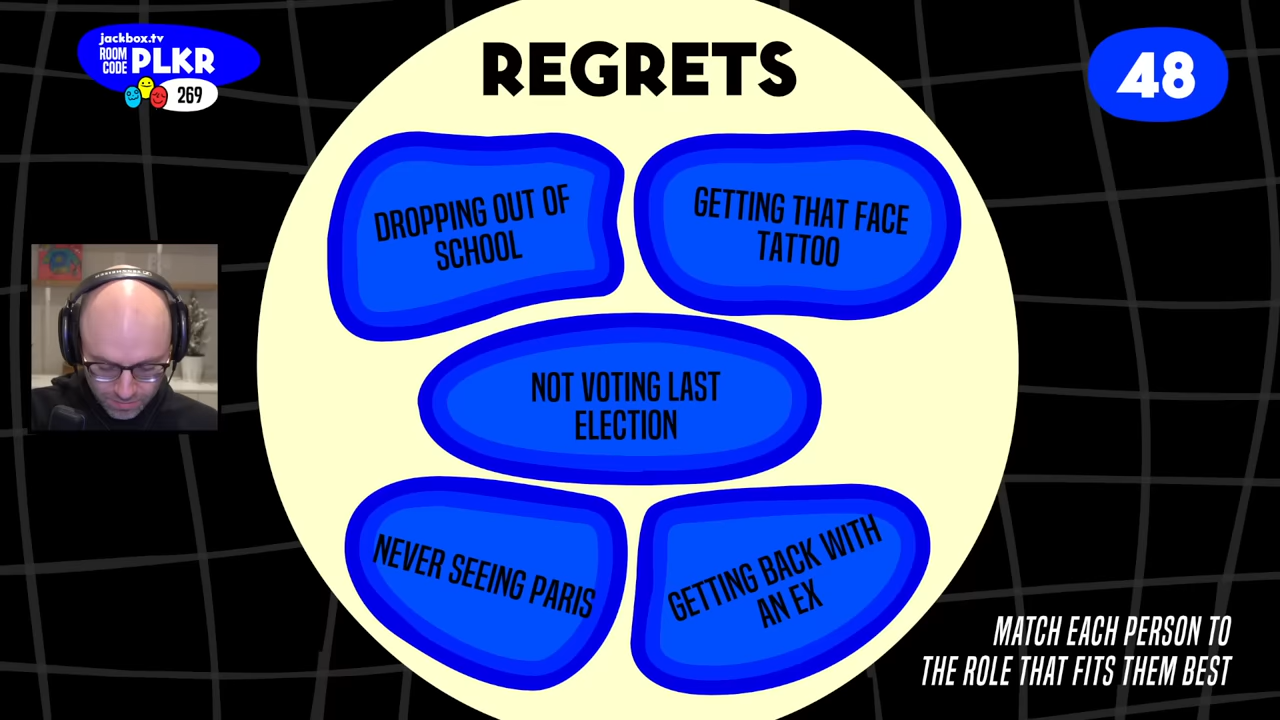 jackbox.tv
ROOM
CODE
PLKR
269
REGRETS
48
DROPPING OUT OF
SCHOOL
GETTING THAT FACE
TATTOO
NOT VOTING LAST
ELECTION
NEVER SEEING PARIS
GETTING BACK WITH
AN EX
MATCH EACH PERSON TO
THE ROLE THAT FITS THEM BEST